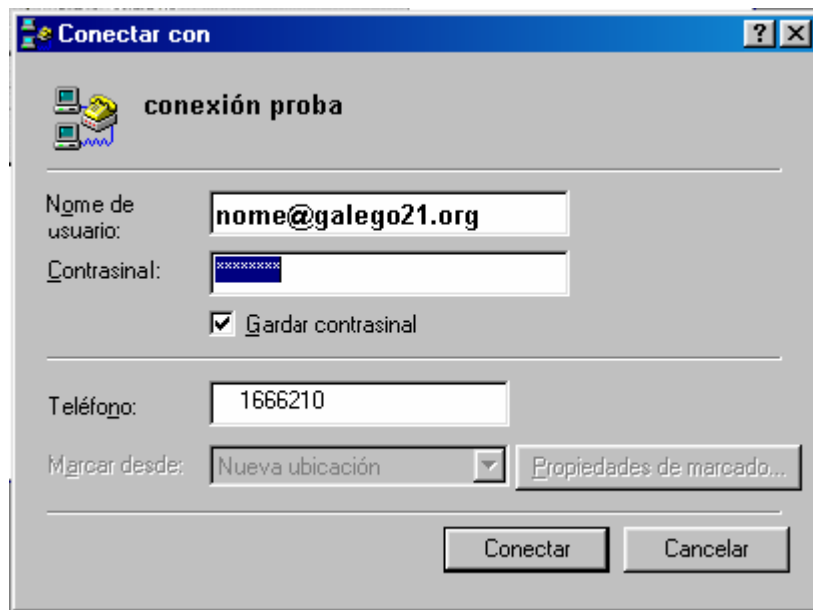 Conectar con
conexión proba
Nome de
usuario:
nome@galego21.org
Contrasinal:
********
Gardar contrasinal
Teléfono:
1666210
Marcar desde:
Nueva ubicación
Propiedades de marcado...
Conectar
Cancelar